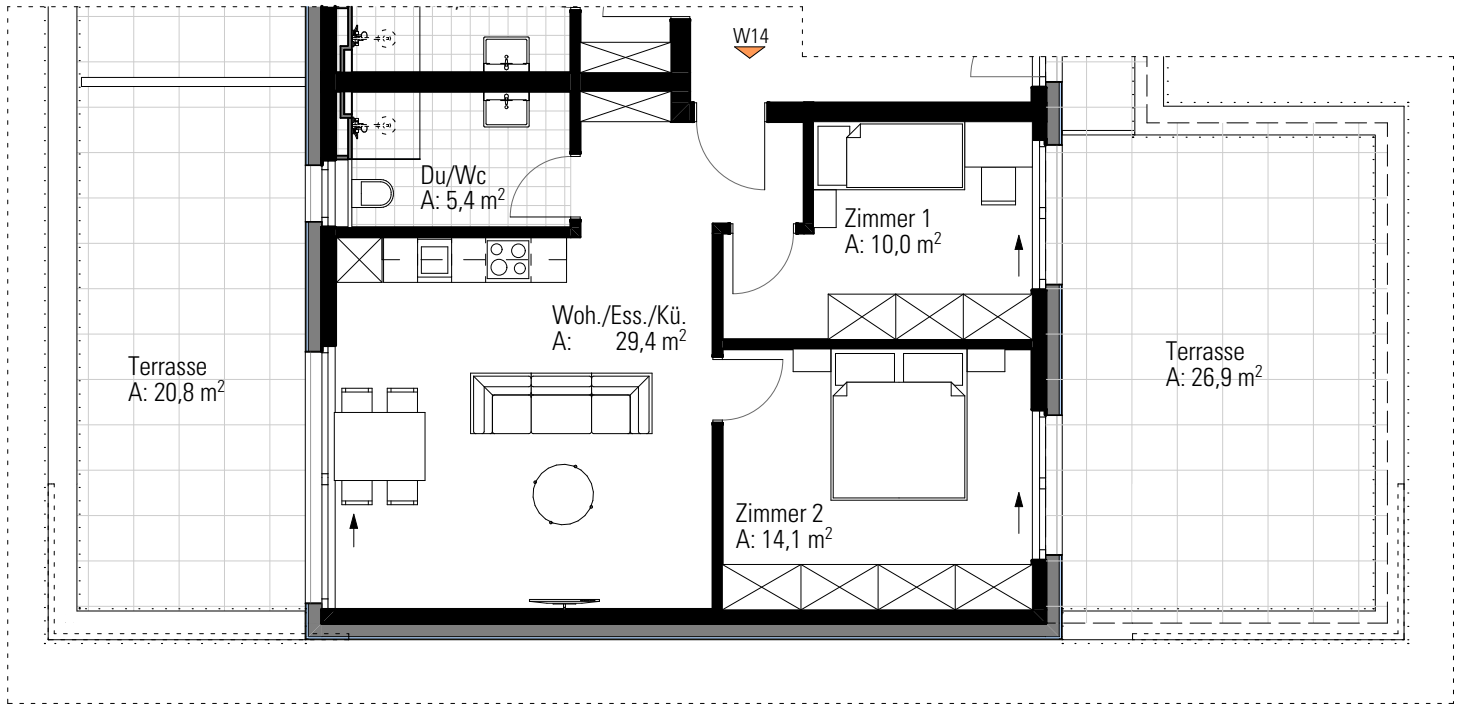 W14
Du/Wc
A: 5,4 m²
Zimmer 1
A: 10,0 m²
Woh./Ess./Kü.
A: 29,4 m²
Terrasse
A: 20,8 m²
Terrasse
A: 26,9 m²
Zimmer 2
A: 14,1 m²